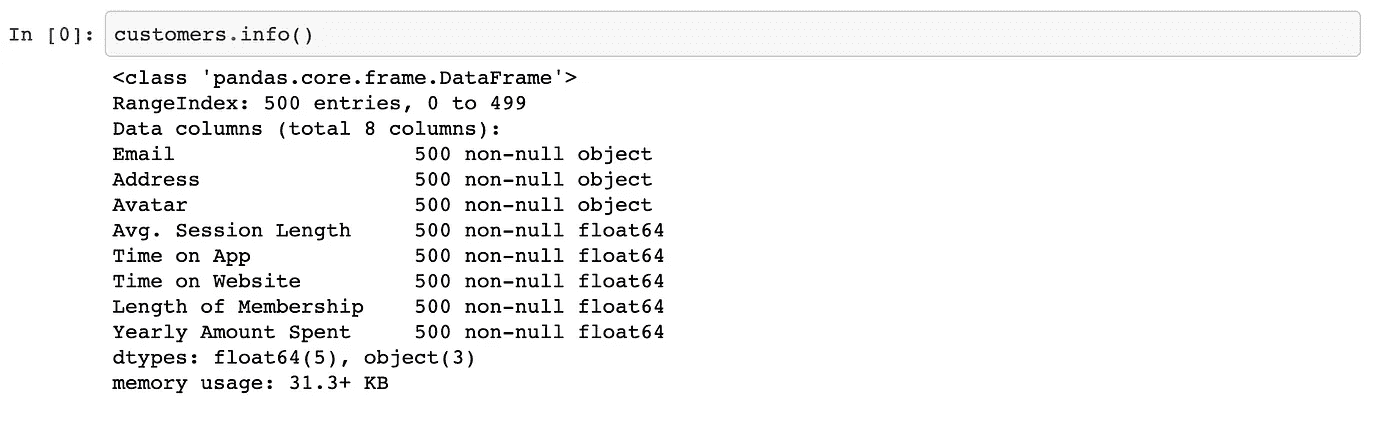 In [0]: customers.info()
<class 'pandas.core.frame.DataFrame'>
RangeIndex: 500 entries, 0 to 499
Data columns (total 8 columns):
Email                   500 non-null object
Address                 500 non-null object
Avatar                  500 non-null object
Avg. Session Length     500 non-null float64
Time on App             500 non-null float64
Time on Website         500 non-null float64
Length of Membership    500 non-null float64
Yearly Amount Spent     500 non-null float64
dtypes: float64(5), object(3)
memory usage: 31.3+ KB